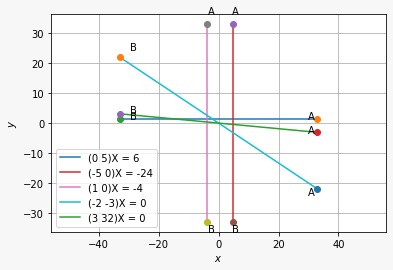 A A
B
30
20
10
B
B
A
0
A
-10
-20
A
-30
B B
(0 5)X = 6
(-5 0)X = -24
(1 0)X = -4
(-2 -3)X = 0
(3 32)X = 0
-40 -20 0 20 40
x
y